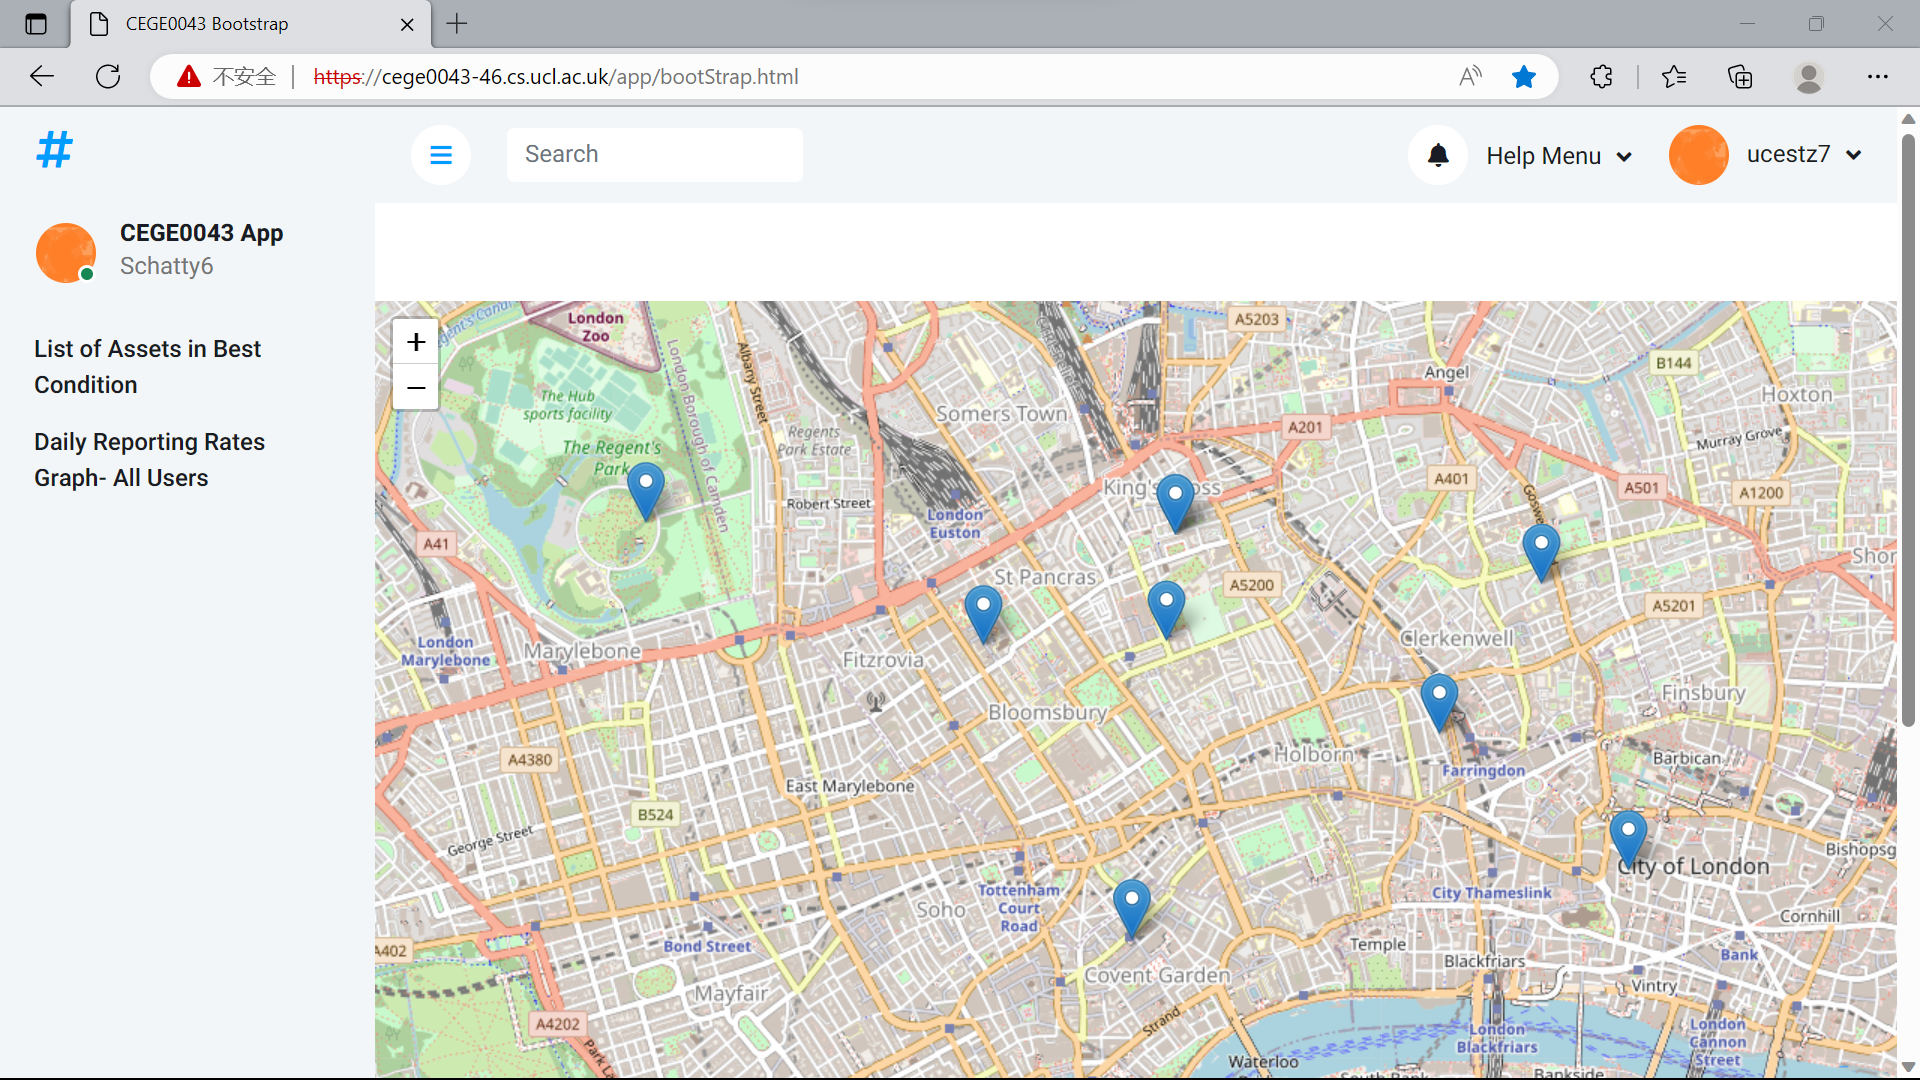 CEGE0043 Bootstrap
不安全
https://cege0043-46.cs.ucl.ac.uk/app/bootStrap.html
#
Search
Help Menu
ucestz7
CEGE0043 App
Schatty6
List of Assets in Best
Condition
Daily Reporting Rates
Graph- All Users
+
−
London
Zoo
Albany Street
London Borough of Camden
The Hub
sports facility
The Regent's
Park
Regents
Park Estate
Somers Town
A5203
Angel
B144
Hoxton
Murray Grove
A201
King's
A401
A501
A1200
Robert Street
London
Euston
A41
St Pancras
A5200
A5201
London
Marylebone
Marylebone
Fitzrovia
Clerkenwell
Finsbury
Bloomsbury
Holborn
Farringdon
Barbican
A4380
East Marylebone
B524
George Street
City of London
City Thameslink
Tottenham
Court
Road
Soho
Bond Street
Cornhill
A402
Temple
Blackfriars
Bank
Covent Garden
Vintry
Mayfair
A4202
Strand
London
Blackfriars
London
Cannon
Street
Waterloo